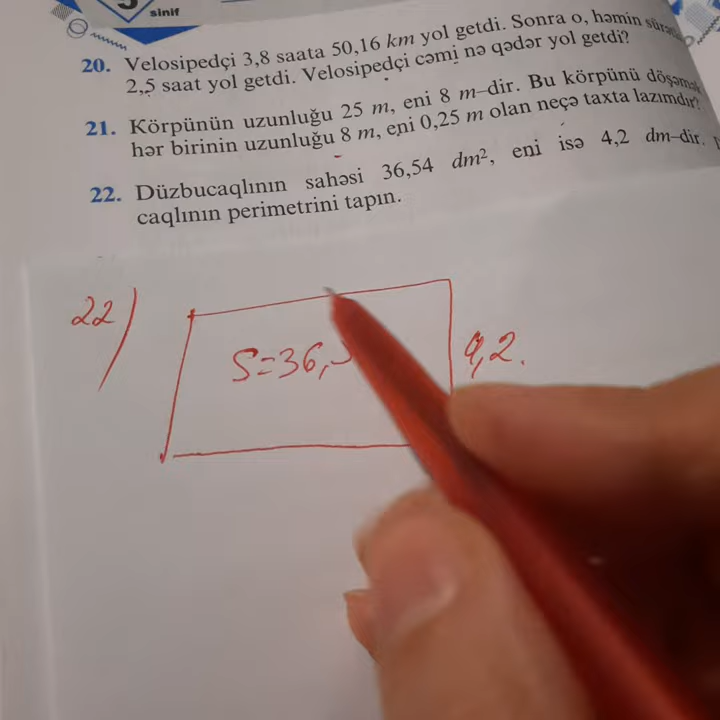 sinif
20. Velosipedçi 3,8 saata 50,16 km yol getdi. Sonra o, həmin
2,5 saat yol getdi. Velosipedçi cəmi nə qədər yol getdi?
21. Körpünün uzunluğu 25 m, eni 8 m–dir. Bu körpünü
hər birinin uzunluğu 8 m, eni 0,25 m olan neçə taxta lazımdır?
22. Düzbucaqlının sahəsi 36,54 dm², eni isə 4,2 dm–dir.
caqlının perimetrini tapın.
22)
S=36,
4,2.